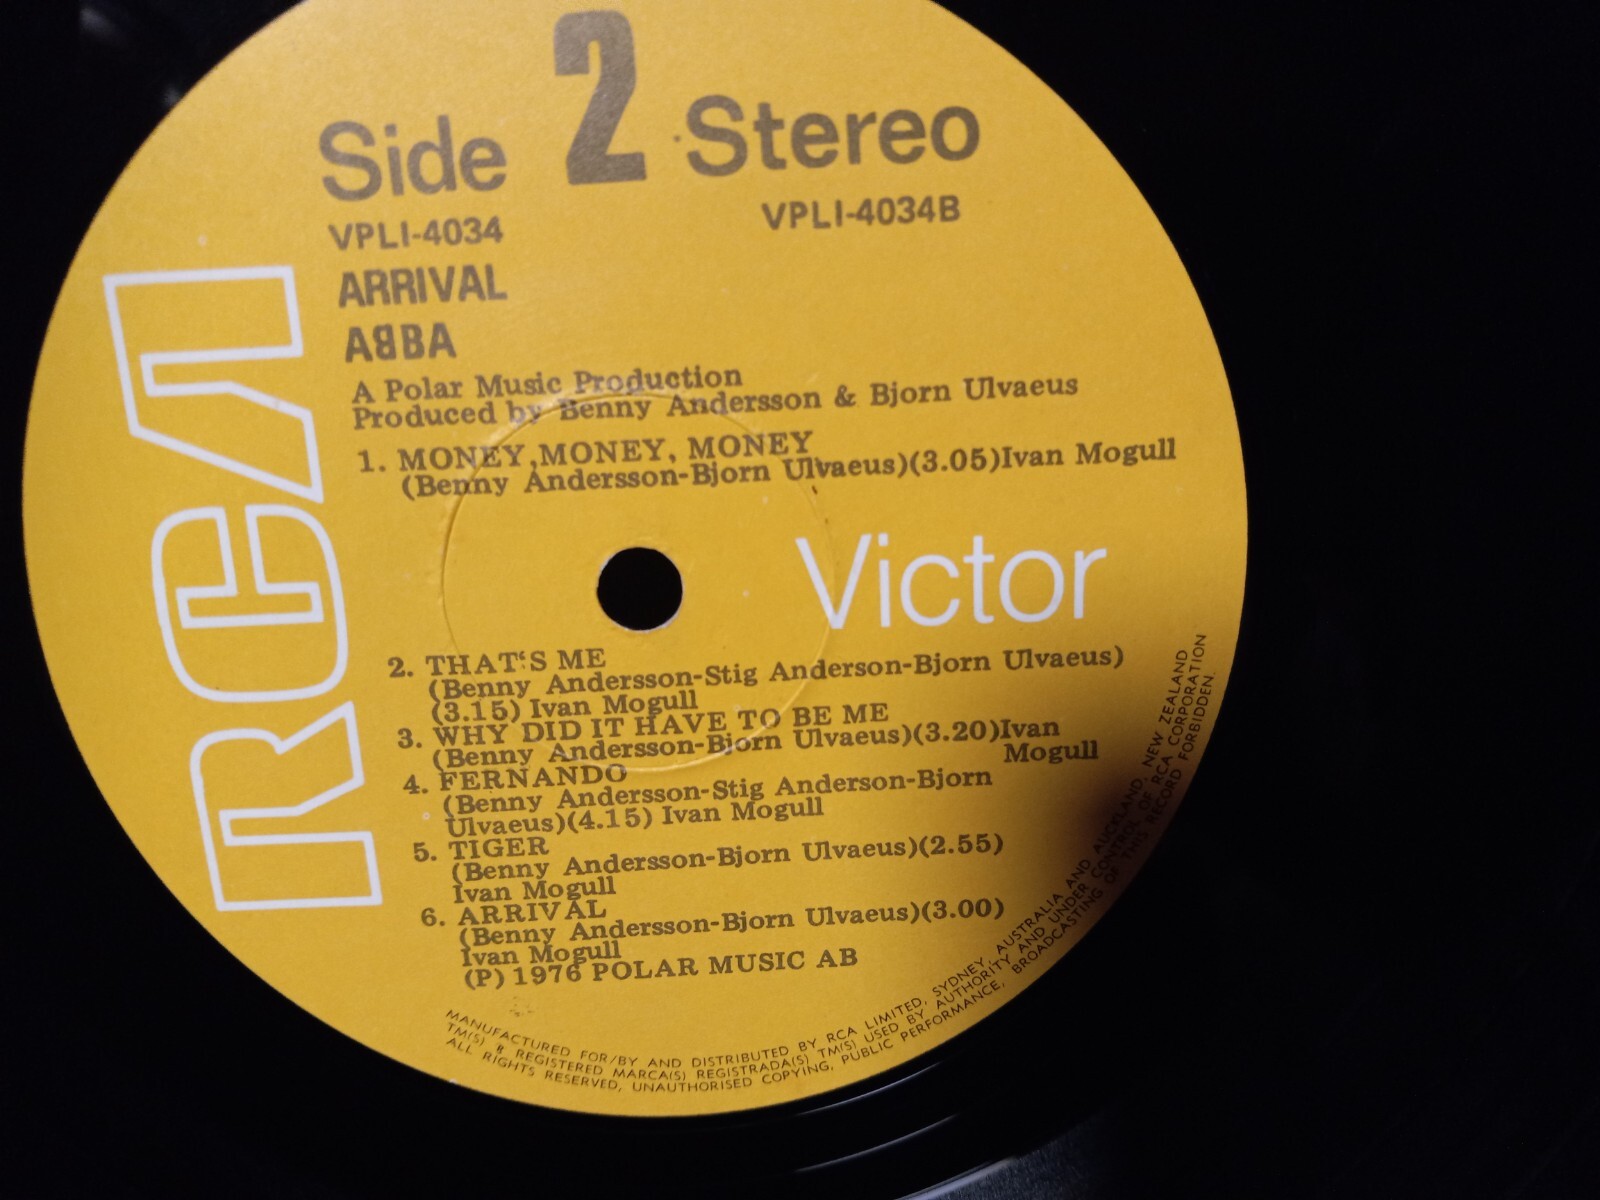 Side 2 Stereo
VPLI-4034 VPLI-4034B
ARRIVAL
ABBA
A Polar Music Production
Produced by Benny Andersson & Bjorn Ulvaeus
1. MONEY,MONEY, MONEY
(Benny Andersson-Bjorn Ulvaeus)(3.05)Ivan Mogull
RCA
Victor
2. THAT'S ME
(Benny Andersson-Stig Anderson-Bjorn Ulvaeus)
(3.15) Ivan Mogull
3. WHY DID IT HAVE TO BE ME
(Benny Andersson-Bjorn Ulvaeus)(3.20)Ivan
Mogull
4. FERNANDO
(Benny Andersson-Stig Anderson-Bjorn
Ulvaeus)(4.15) Ivan Mogull
5. TIGER
(Benny Andersson-Bjorn Ulvaeus)(2.55)
Ivan Mogull
6. ARRIVAL
(Benny Andersson-Bjorn Ulvaeus)(3.00)
Ivan Mogull
(P) 1976 POLAR MUSIC AB
MANUFACTURED FOR/BY AND DISTRIBUTED BY RCA LIMITED, SYDNEY, AUSTRALIA AND AUCKLAND, NEW ZEALAND
TM(S) ® REGISTERED MARCA(S) REGISTRADA(S) TM(S) USED BY AUTHORITY AND UNDER CONTROL OF RCA CORPORATION
ALL RIGHTS RESERVED, UNAUTHORISED COPYING, PUBLIC PERFORMANCE, BROADCASTING OF THIS RECORD FORBIDDEN.